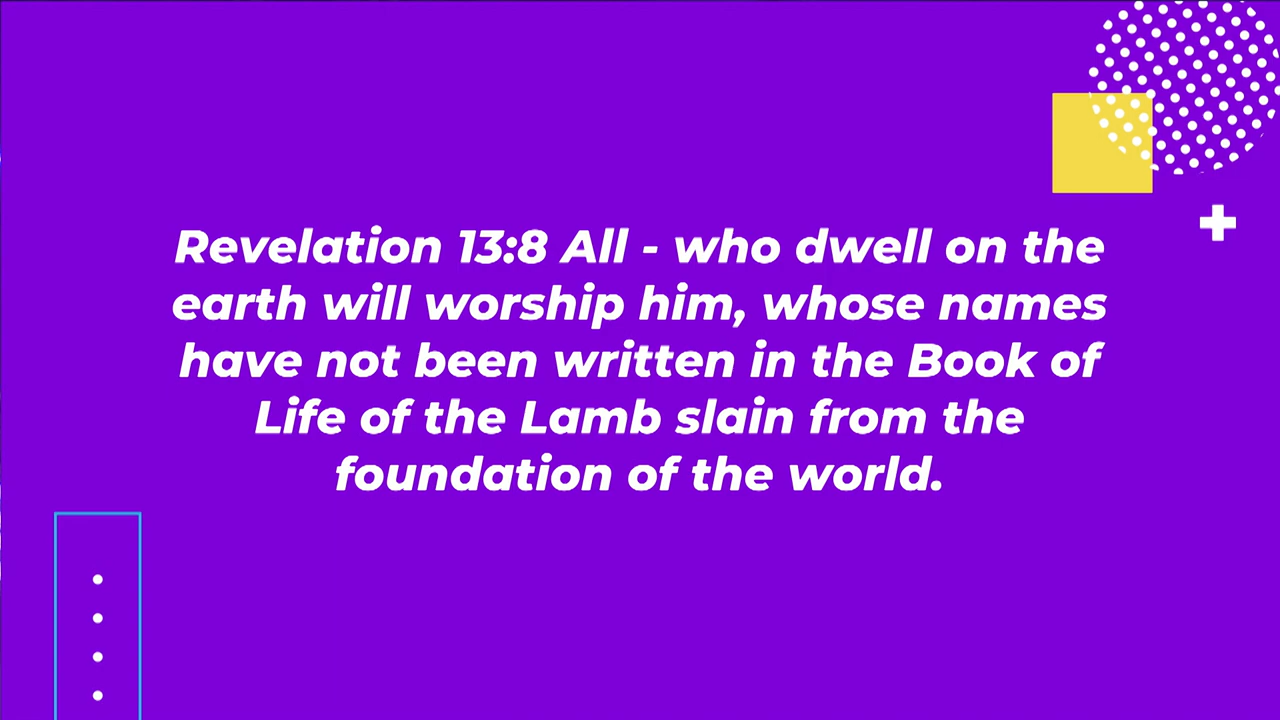 Revelation 13:8 All - who dwell on the
earth will worship him, whose names
have not been written in the Book of
Life of the Lamb slain from the
foundation of the world.